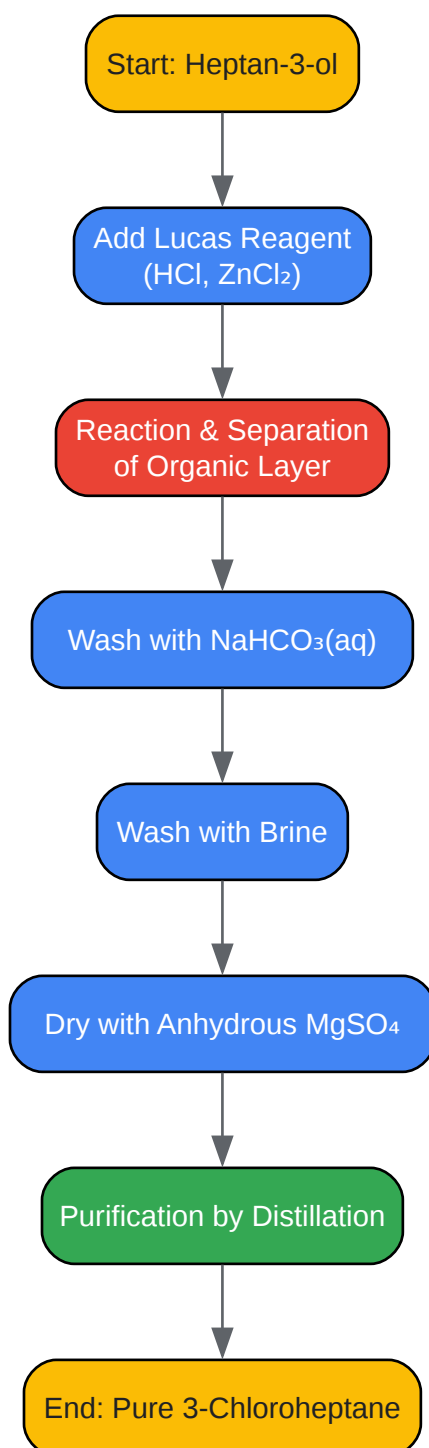 Start: Heptan-3-ol
Add Lucas Reagent
(HCl, ZnCl₂)
Reaction & Separation
of Organic Layer
Wash with NaHCO₃(aq)
Wash with Brine
Dry with Anhydrous MgSO₄
Purification by Distillation
End: Pure 3-Chloroheptane